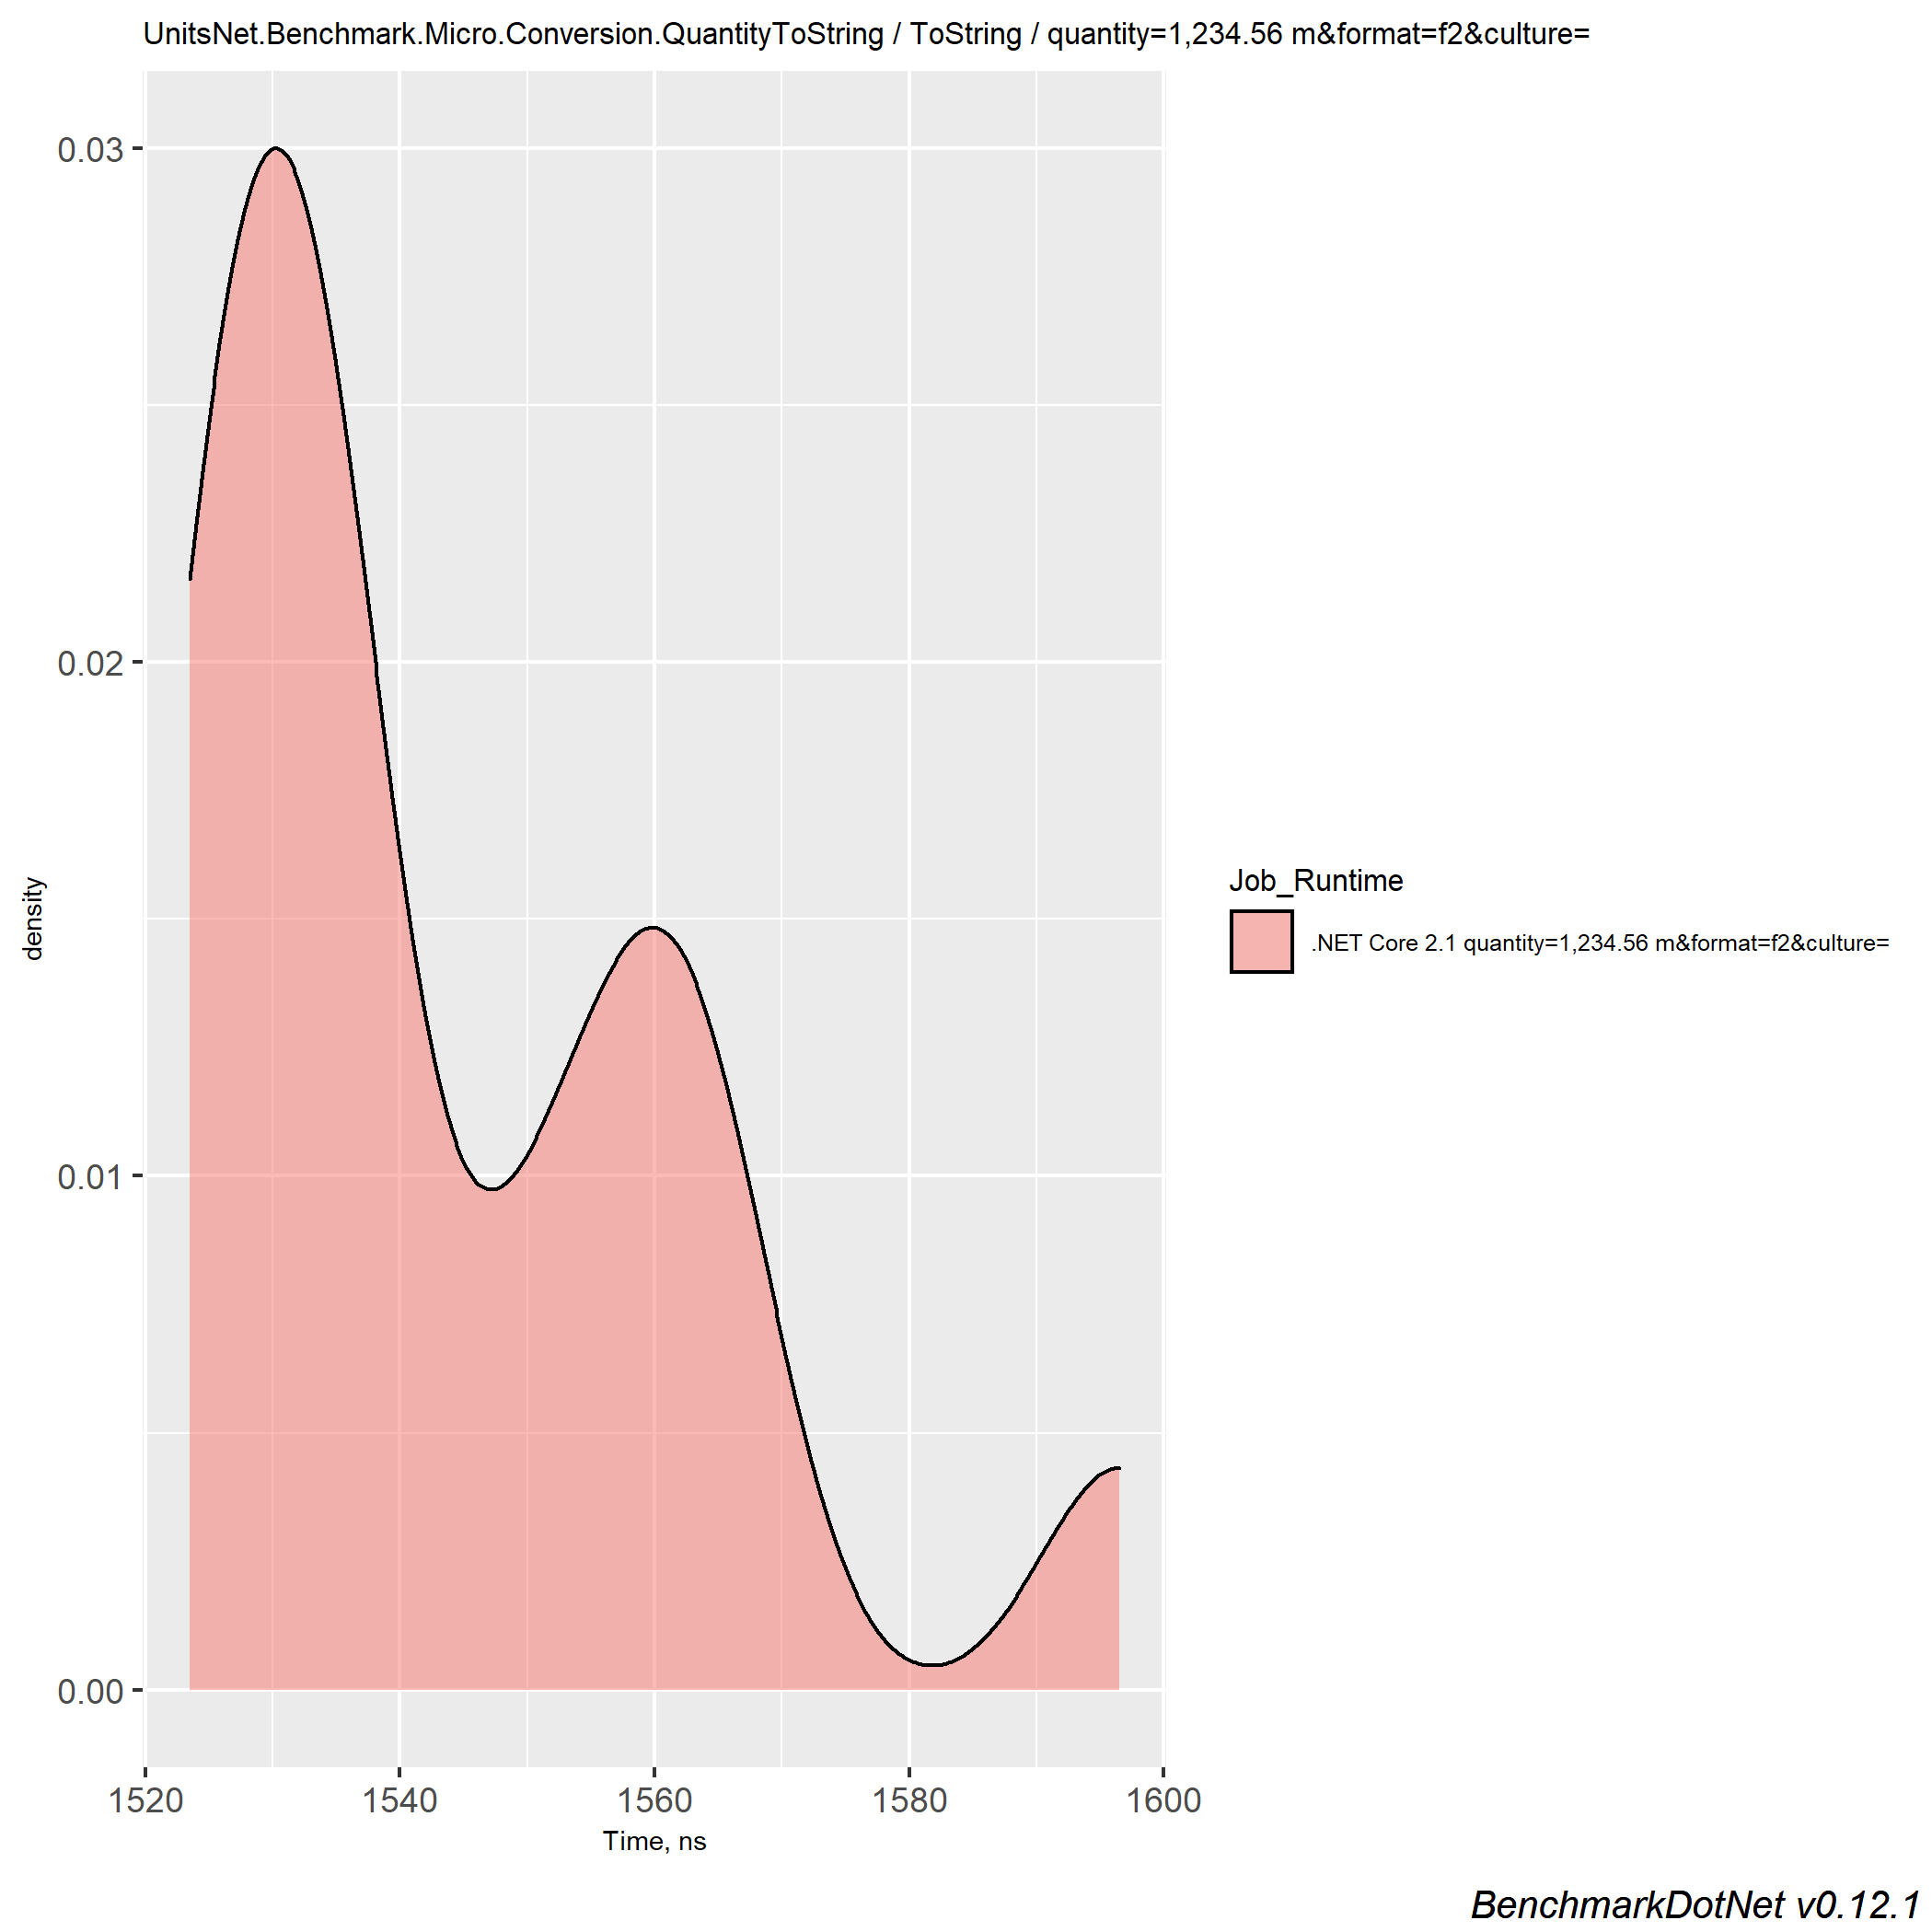 UnitsNet.Benchmark.Micro.Conversion.QuantityToString / ToString / quantity=1,234.56 m&format=f2&culture=
0.03
0.02
0.01
0.00
density
1520 1540 1560 1580 1600
Time, ns
Job_Runtime
.NET Core 2.1 quantity=1,234.56 m&format=f2&culture=
BenchmarkDotNet v0.12.1